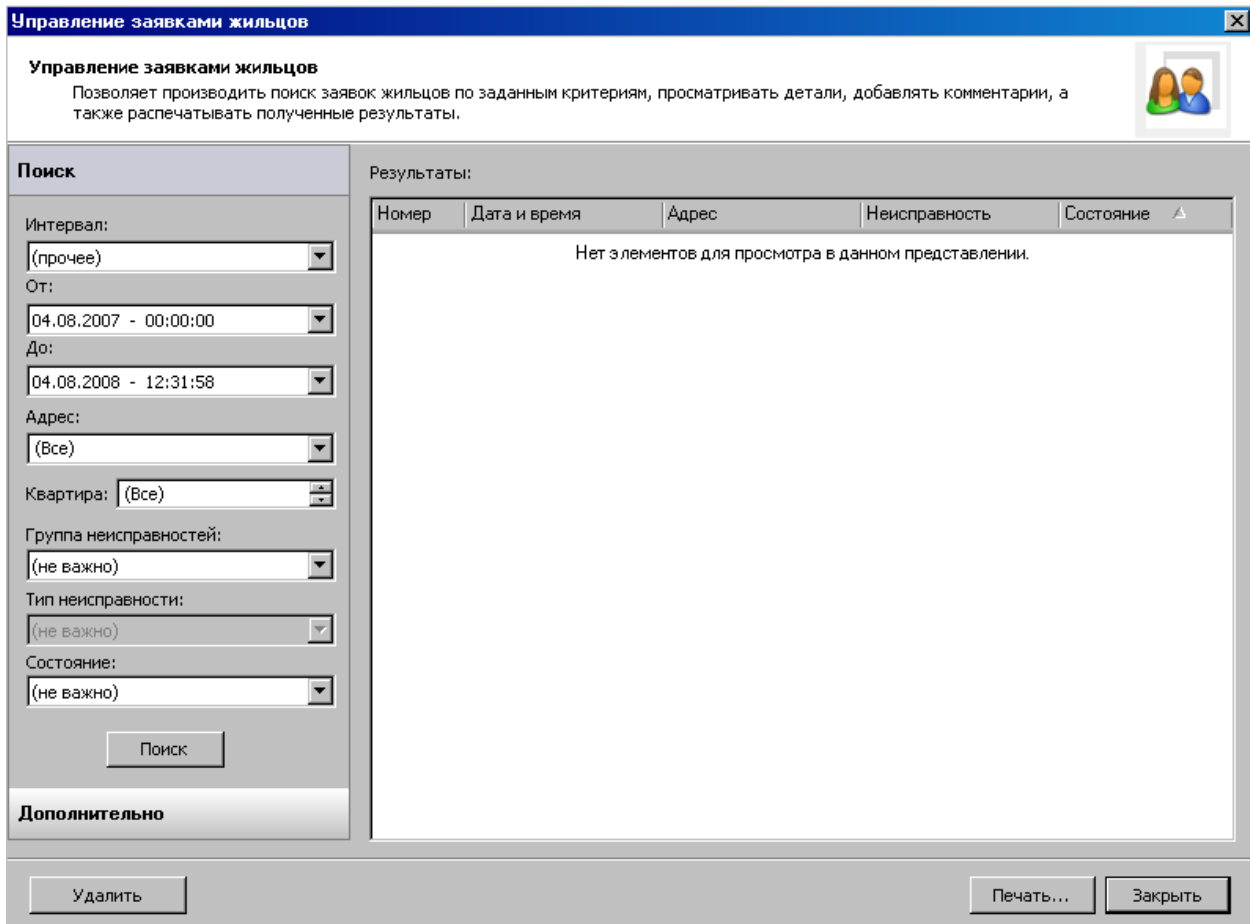 Управление заявками жильцов
Управление заявками жильцов
Позволяет производить поиск заявок жильцов по заданным критериям, просматривать детали, добавлять комментарии, а
также распечатывать полученные результаты.
Поиск
Интервал:
(прочее)
От:
04.08.2007 - 00:00:00
До:
04.08.2008 - 12:31:58
Адрес:
(Все)
Квартира: (Все)
Группа неисправностей:
(не важно)
Тип неисправности:
(не важно)
Состояние:
(не важно)
Поиск
Дополнительно
Результаты:
Номер Дата и время Адрес Неисправность Состояние
Нет элементов для просмотра в данном представлении.
Удалить Печать... Закрыть